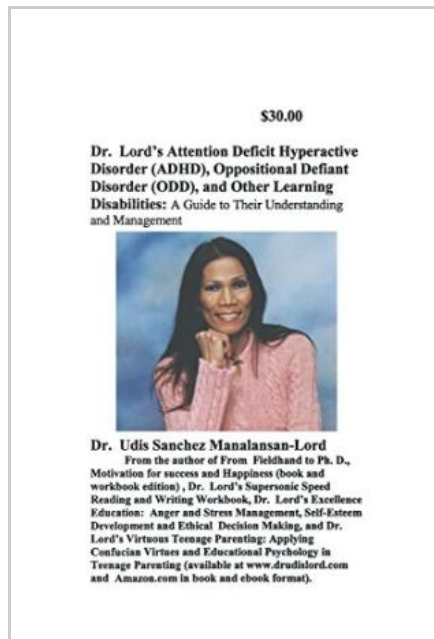 $30.00
Dr. Lord's Attention Deficit Hyperactive
Disorder (ADHD), Oppositional Defiant
Disorder (ODD), and Other Learning
Disabilities: A Guide to Their Understanding
and Management
Dr. Udis Sanchez Manalansan-Lord
From the author of From Fieldhand to Ph. D.,
Motivation for success and Happiness (book and
workbook edition) , Dr. Lord's Supersonic Speed
Reading and Writing Workbook, Dr. Lord's Excellence
Education: Anger and Stress Management, Self-Esteem
Development and Ethical Decision Making, and Dr.
Lord's Virtuous Teenage Parenting: Applying
Confucian Virtues and Educational Psychology in
Teenage Parenting (available at www.drudislord.com
and Amazon.com in book and ebook format).